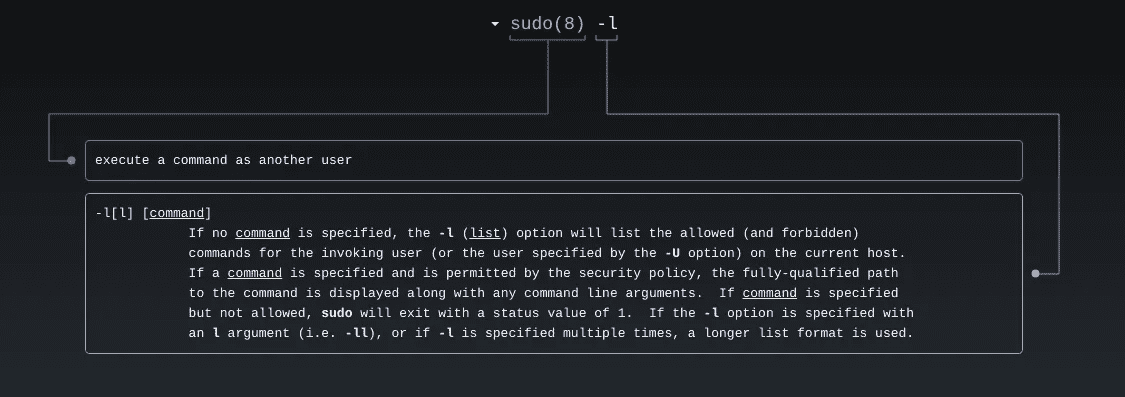 sudo(8) -l
execute a command as another user
-l[l] [command]
If no command is specified, the -l (list) option will list the allowed (and forbidden)
commands for the invoking user (or the user specified by the -U option) on the current host.
If a command is specified and is permitted by the security policy, the fully-qualified path
to the command is displayed along with any command line arguments.  If command is specified
but not allowed, sudo will exit with a status value of 1.  If the -l option is specified with
an l argument (i.e. -ll), or if -l is specified multiple times, a longer list format is used.